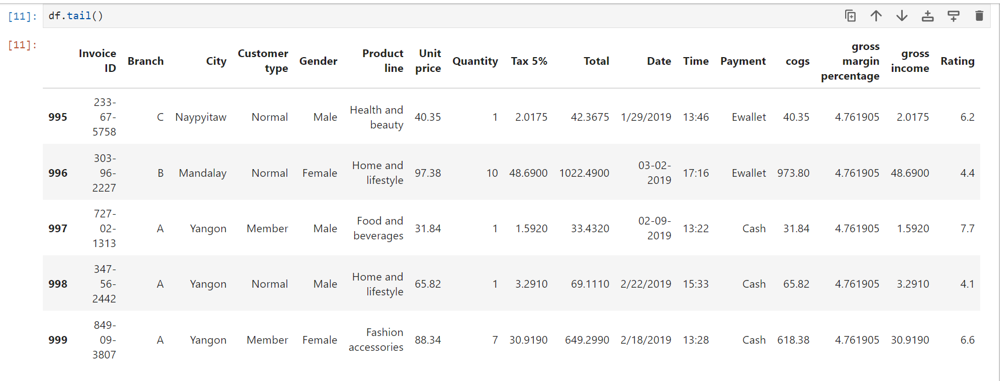 [11]: df.tail()
[11]:
Invoice ID Branch City Customer type Gender Product line Unit price Quantity Tax 5% Total Date Time Payment cogs gross margin percentage gross income Rating
995 233-67-5758 C Naypyitaw Normal Male Health and beauty 40.35 1 2.0175 42.3675 1/29/2019 13:46 Ewallet 40.35 4.761905 2.0175 6.2
996 303-96-2227 B Mandalay Normal Female Home and lifestyle 97.38 10 48.6900 1022.4900 03-02-2019 17:16 Ewallet 973.80 4.761905 48.6900 4.4
997 727-02-1313 A Yangon Member Male Food and beverages 31.84 1 1.5920 33.4320 02-09-2019 13:22 Cash 31.84 4.761905 1.5920 7.7
998 347-56-2442 A Yangon Normal Male Home and lifestyle 65.82 1 3.2910 69.1110 2/22/2019 15:33 Cash 65.82 4.761905 3.2910 4.1
999 849-09-3807 A Yangon Member Female Fashion accessories 88.34 7 30.9190 649.2990 2/18/2019 13:28 Cash 618.38 4.761905 30.9190 6.6